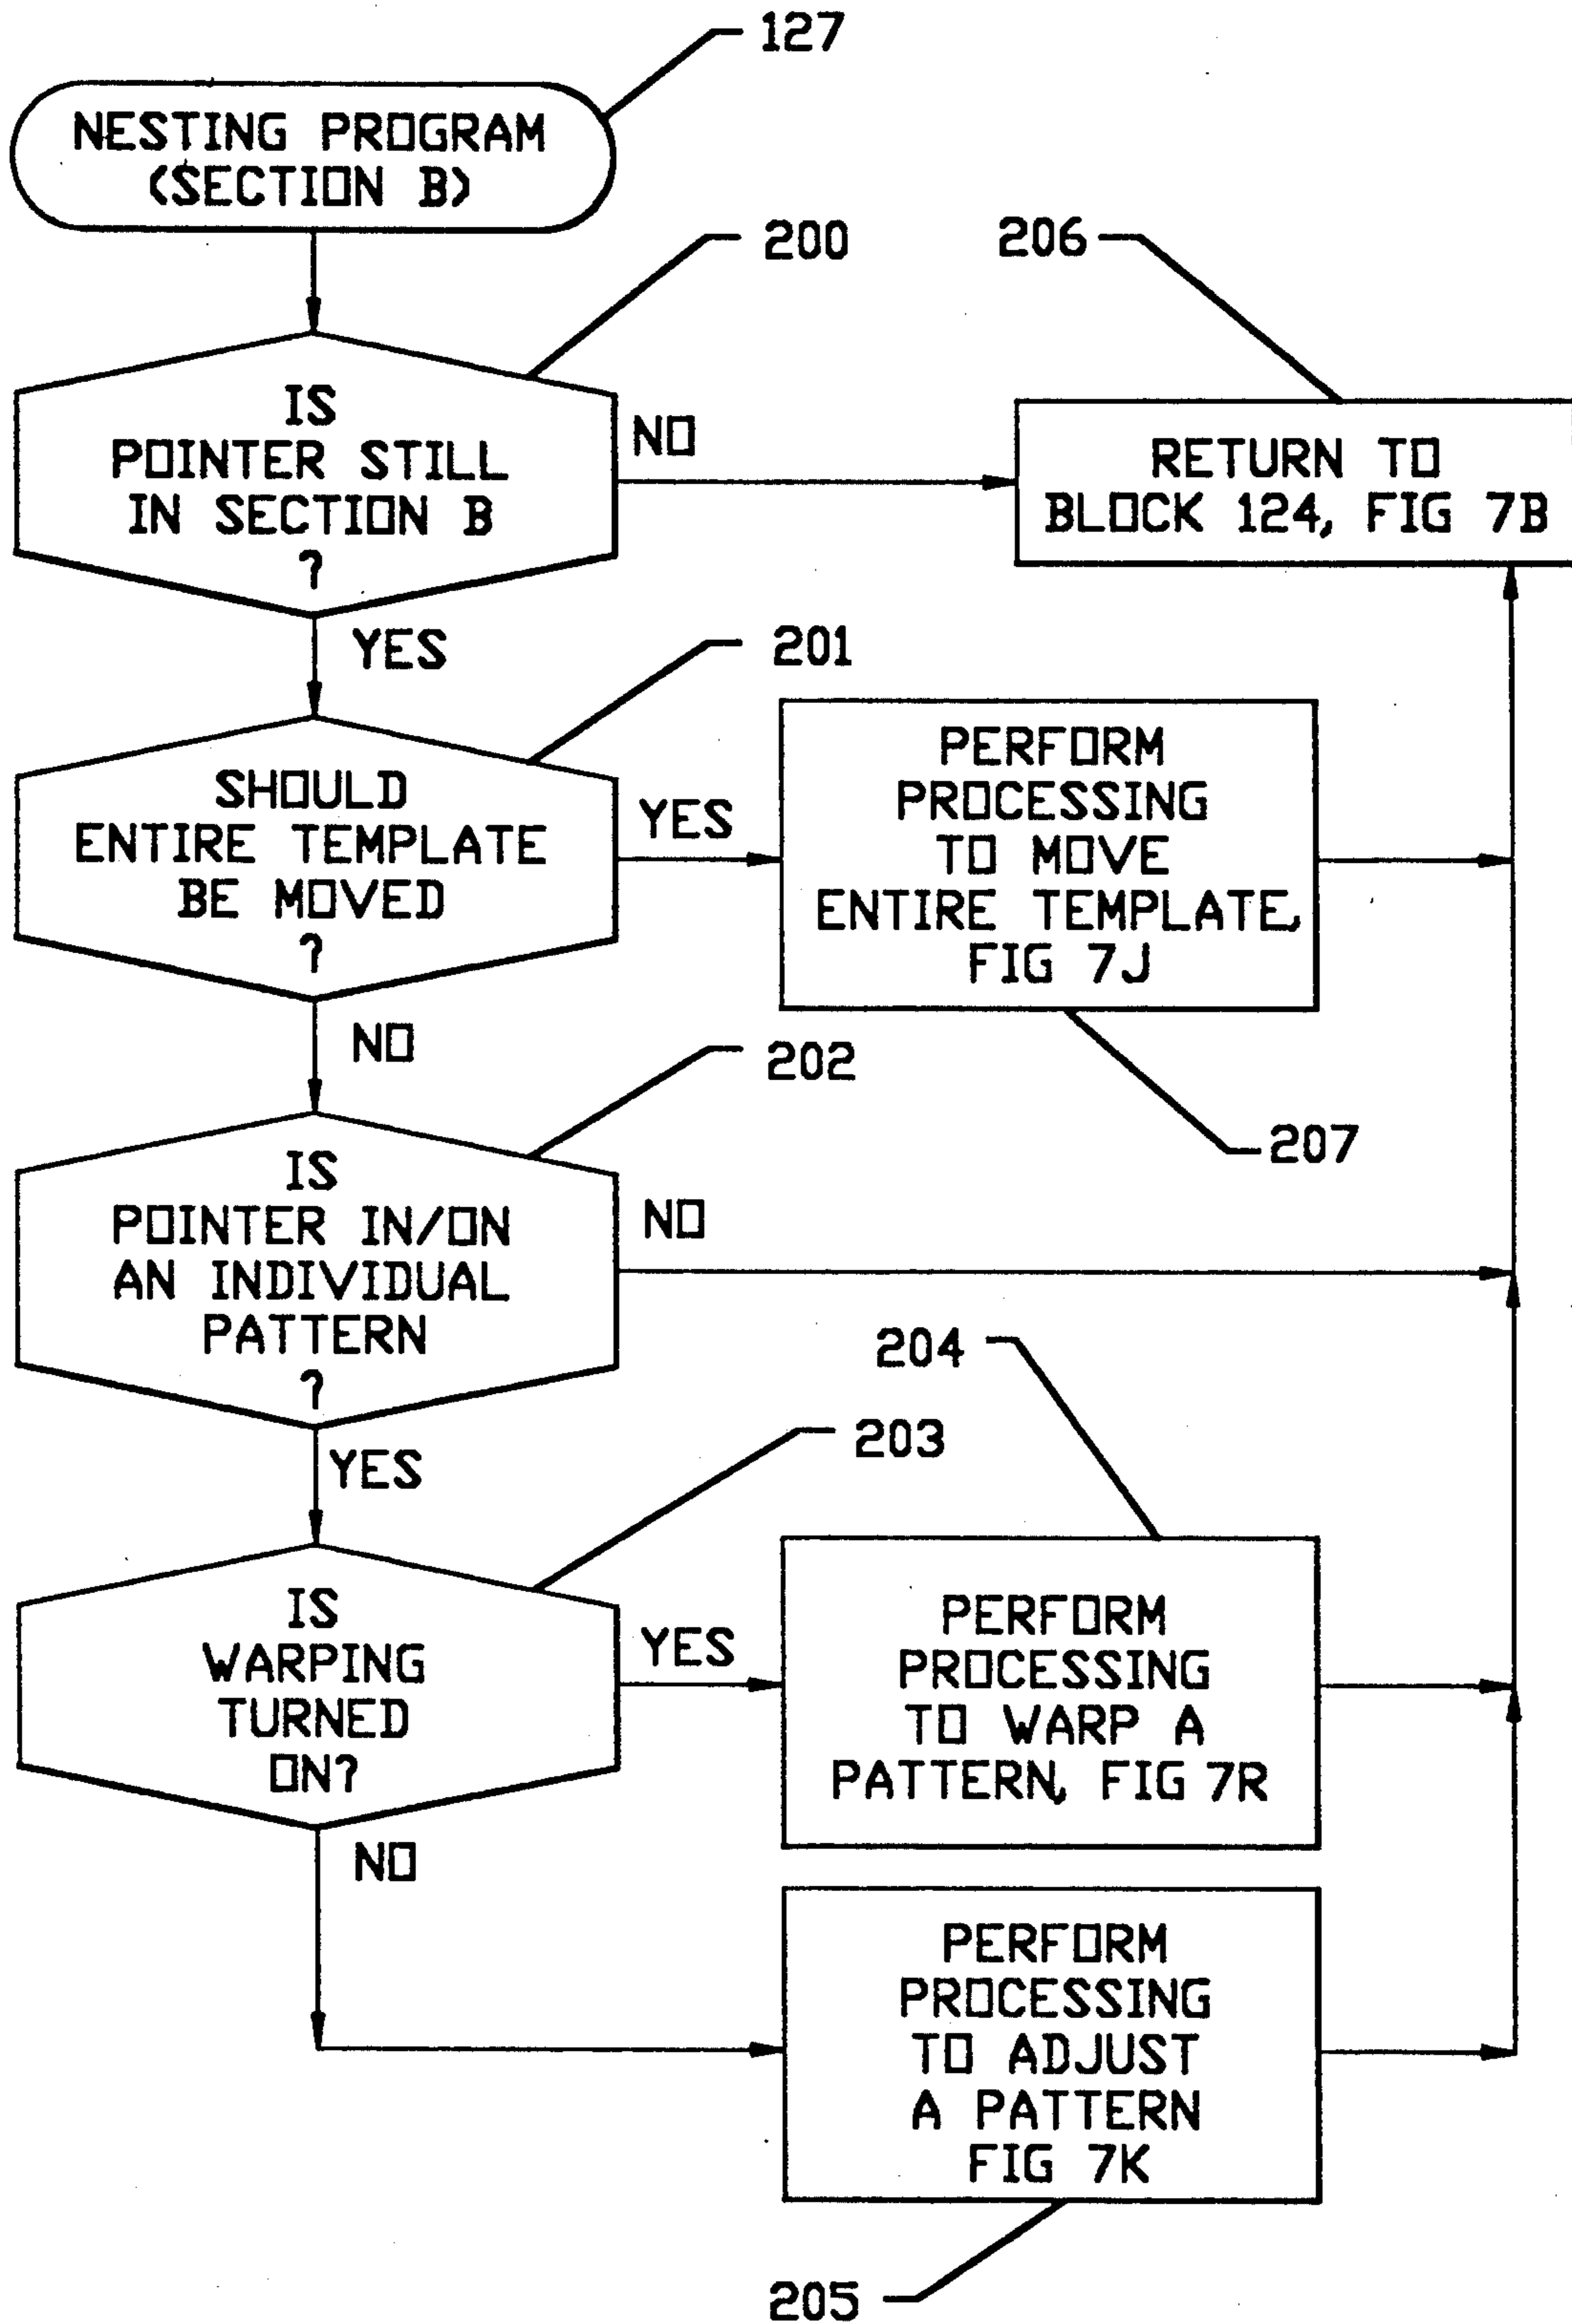 127
NESTING PROGRAM
(SECTION B)
200
206
IS
POINTER STILL
IN SECTION B
?
NO
RETURN TO
BLOCK 124, FIG 7B
YES
201
SHOULD
ENTIRE TEMPLATE
BE MOVED
?
YES
PERFORM
PROCESSING
TO MOVE
ENTIRE TEMPLATE,
FIG 7J
NO
202
207
IS
POINTER IN/ON
AN INDIVIDUAL
PATTERN
?
NO
204
YES
203
IS
WARPING
TURNED
ON?
YES
PERFORM
PROCESSING
TO WARP A
PATTERN, FIG 7R
NO
PERFORM
PROCESSING
TO ADJUST
A PATTERN
FIG 7K
205